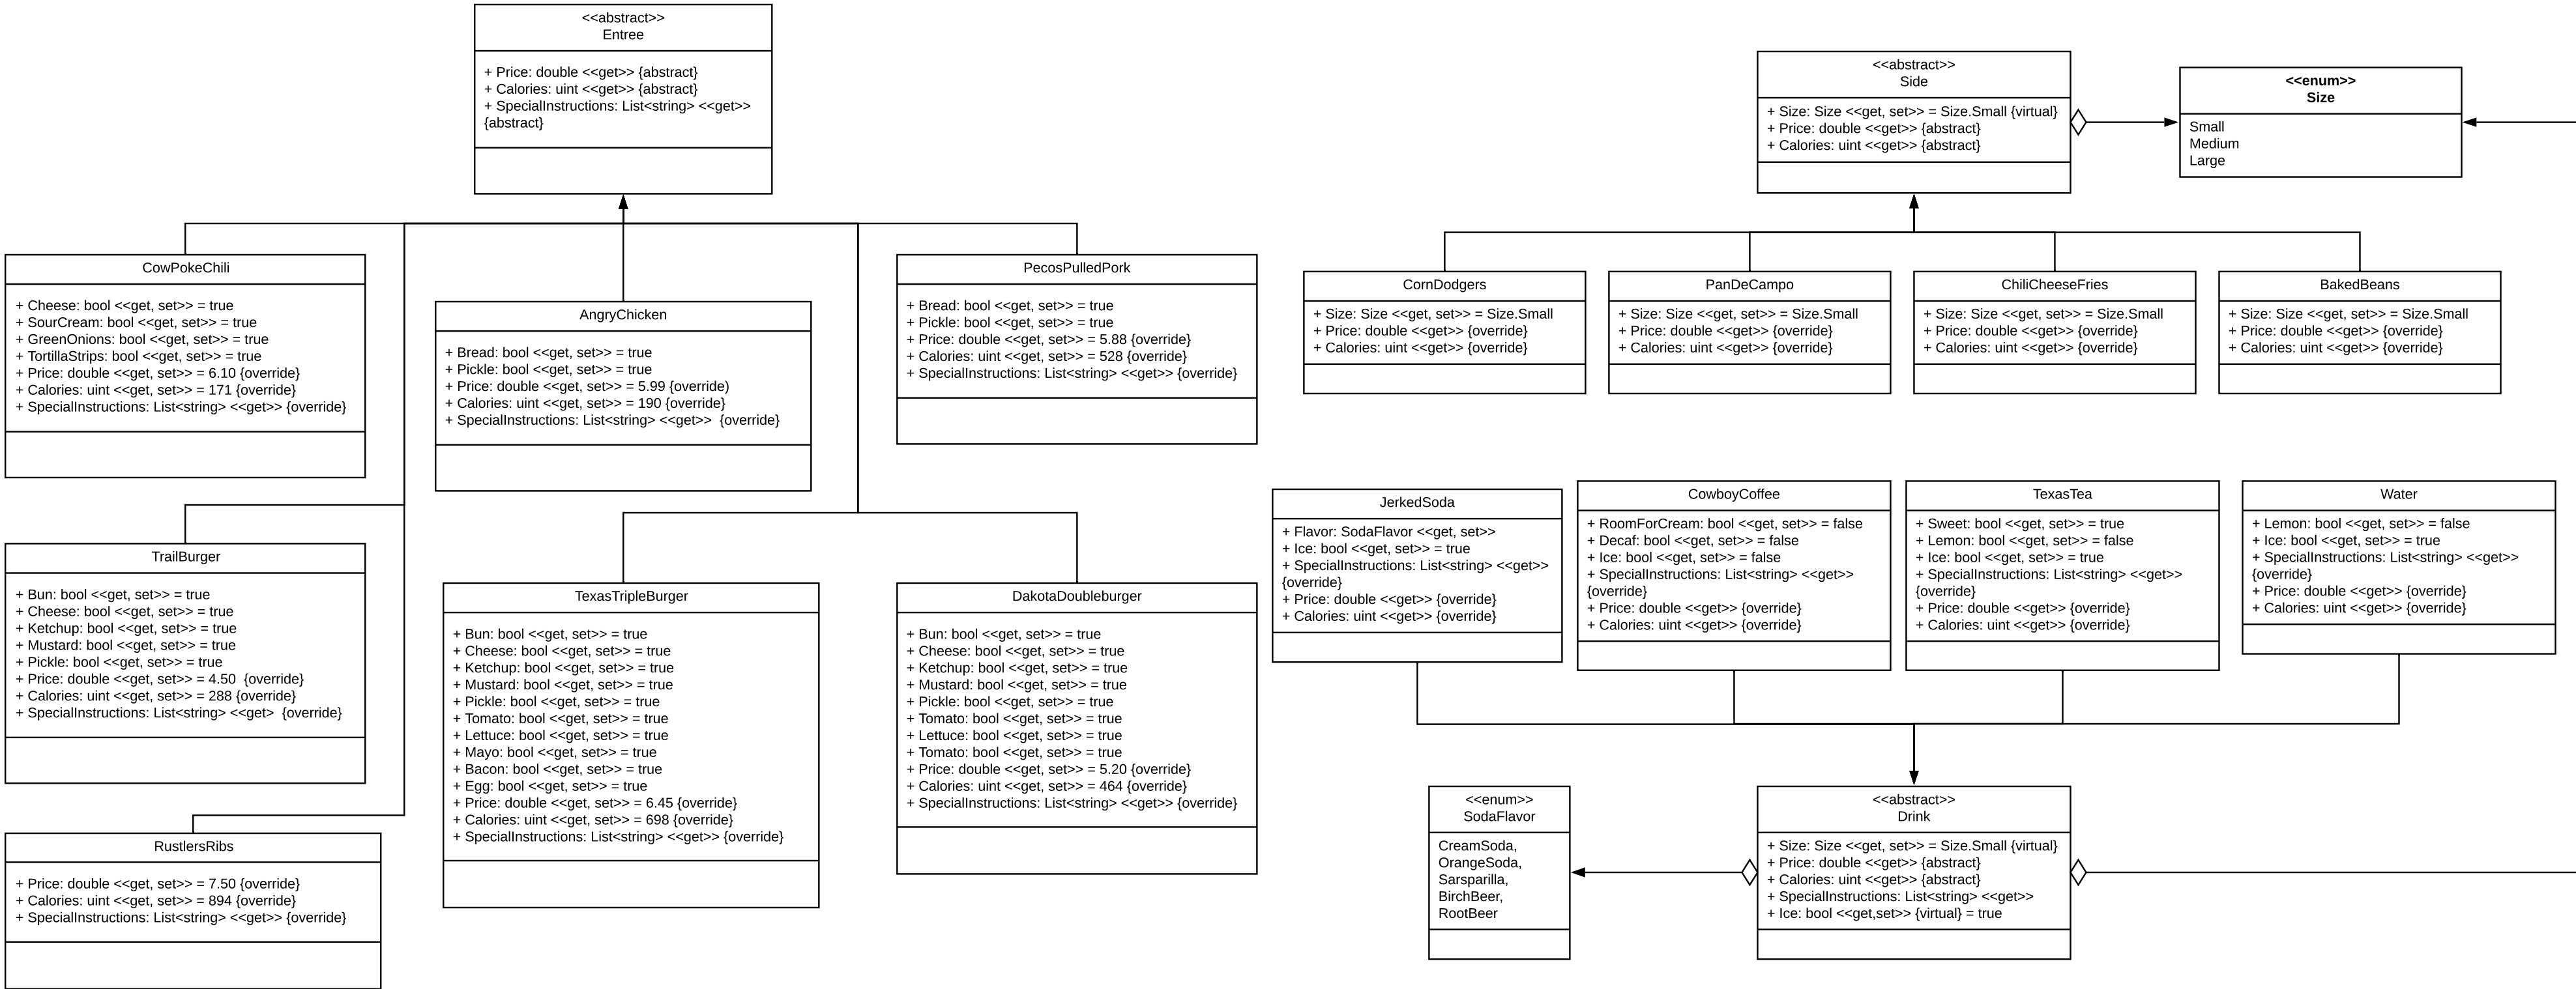 <<abstract>>
Entree
+ Price: double <<get>> {abstract}
+ Calories: uint <<get>> {abstract}
+ SpecialInstructions: List<string> <<get>>
{abstract}
<<abstract>>
Side
+ Size: Size <<get, set>> = Size.Small {virtual}
+ Price: double <<get>> {abstract}
+ Calories: uint <<get>> {abstract}
<<enum>>
Size
Small
Medium
Large
CowPokeChili
+ Cheese: bool <<get, set>> = true
+ SourCream: bool <<get, set>> = true
+ GreenOnions: bool <<get, set>> = true
+ TortillaStrips: bool <<get, set>> = true
+ Price: double <<get, set>> = 6.10 {override}
+ Calories: uint <<get, set>> = 171 {override}
+ SpecialInstructions: List<string> <<get>> {override}
AngryChicken
+ Bread: bool <<get, set>> = true
+ Pickle: bool <<get, set>> = true
+ Price: double <<get, set>> = 5.99 {override)
+ Calories: uint <<get, set>> = 190 {override}
+ SpecialInstructions: List<string> <<get>>  {override}
PecosPulledPork
+ Bread: bool <<get, set>> = true
+ Pickle: bool <<get, set>> = true
+ Price: double <<get, set>> = 5.88 {override}
+ Calories: uint <<get, set>> = 528 {override}
+ SpecialInstructions: List<string> <<get>> {override}
CornDodgers
+ Size: Size <<get, set>> = Size.Small
+ Price: double <<get>> {override}
+ Calories: uint <<get>> {override}
PanDeCampo
+ Size: Size <<get, set>> = Size.Small
+ Price: double <<get>> {override}
+ Calories: uint <<get>> {override}
ChiliCheeseFries
+ Size: Size <<get, set>> = Size.Small
+ Price: double <<get>> {override}
+ Calories: uint <<get>> {override}
BakedBeans
+ Size: Size <<get, set>> = Size.Small
+ Price: double <<get>> {override}
+ Calories: uint <<get>> {override}
TrailBurger
+ Bun: bool <<get, set>> = true
+ Cheese: bool <<get, set>> = true
+ Ketchup: bool <<get, set>> = true
+ Mustard: bool <<get, set>> = true
+ Pickle: bool <<get, set>> = true
+ Price: double <<get, set>> = 4.50  {override}
+ Calories: uint <<get, set>> = 288 {override}
+ SpecialInstructions: List<string> <<get>  {override}
TexasTripleBurger
+ Bun: bool <<get, set>> = true
+ Cheese: bool <<get, set>> = true
+ Ketchup: bool <<get, set>> = true
+ Mustard: bool <<get, set>> = true
+ Pickle: bool <<get, set>> = true
+ Tomato: bool <<get, set>> = true
+ Lettuce: bool <<get, set>> = true
+ Mayo: bool <<get, set>> = true
+ Bacon: bool <<get, set>> = true
+ Egg: bool <<get, set>> = true
+ Price: double <<get, set>> = 6.45 {override}
+ Calories: uint <<get, set>> = 698 {override}
+ SpecialInstructions: List<string> <<get>> {override}
DakotaDoubleburger
+ Bun: bool <<get, set>> = true
+ Cheese: bool <<get, set>> = true
+ Ketchup: bool <<get, set>> = true
+ Mustard: bool <<get, set>> = true
+ Pickle: bool <<get, set>> = true
+ Tomato: bool <<get, set>> = true
+ Lettuce: bool <<get, set>> = true
+ Tomato: bool <<get, set>> = true
+ Price: double <<get, set>> = 5.20 {override}
+ Calories: uint <<get, set>> = 464 {override}
+ SpecialInstructions: List<string> <<get>> {override}
JerkedSoda
+ Flavor: SodaFlavor <<get, set>>
+ Ice: bool <<get, set>> = true
+ SpecialInstructions: List<string> <<get>>
{override}
+ Price: double <<get>> {override}
+ Calories: uint <<get>> {override}
CowboyCoffee
+ RoomForCream: bool <<get, set>> = false
+ Decaf: bool <<get, set>> = false
+ Ice: bool <<get, set>> = false
+ SpecialInstructions: List<string> <<get>>
{override}
+ Price: double <<get>> {override}
+ Calories: uint <<get>> {override}
TexasTea
+ Sweet: bool <<get, set>> = true
+ Lemon: bool <<get, set>> = false
+ Ice: bool <<get, set>> = true
+ SpecialInstructions: List<string> <<get>>
{override}
+ Price: double <<get>> {override}
+ Calories: uint <<get>> {override}
Water
+ Lemon: bool <<get, set>> = false
+ Ice: bool <<get, set>> = true
+ SpecialInstructions: List<string> <<get>>
{override}
+ Price: double <<get>> {override}
+ Calories: uint <<get>> {override}
RustlersRibs
+ Price: double <<get, set>> = 7.50 {override}
+ Calories: uint <<get, set>> = 894 {override}
+ SpecialInstructions: List<string> <<get>> {override}
<<enum>>
SodaFlavor
CreamSoda,
OrangeSoda,
Sarsparilla,
BirchBeer,
RootBeer
<<abstract>>
Drink
+ Size: Size <<get, set>> = Size.Small {virtual}
+ Price: double <<get>> {abstract}
+ Calories: uint <<get>> {abstract}
+ SpecialInstructions: List<string> <<get>>
+ Ice: bool <<get,set>> {virtual} = true